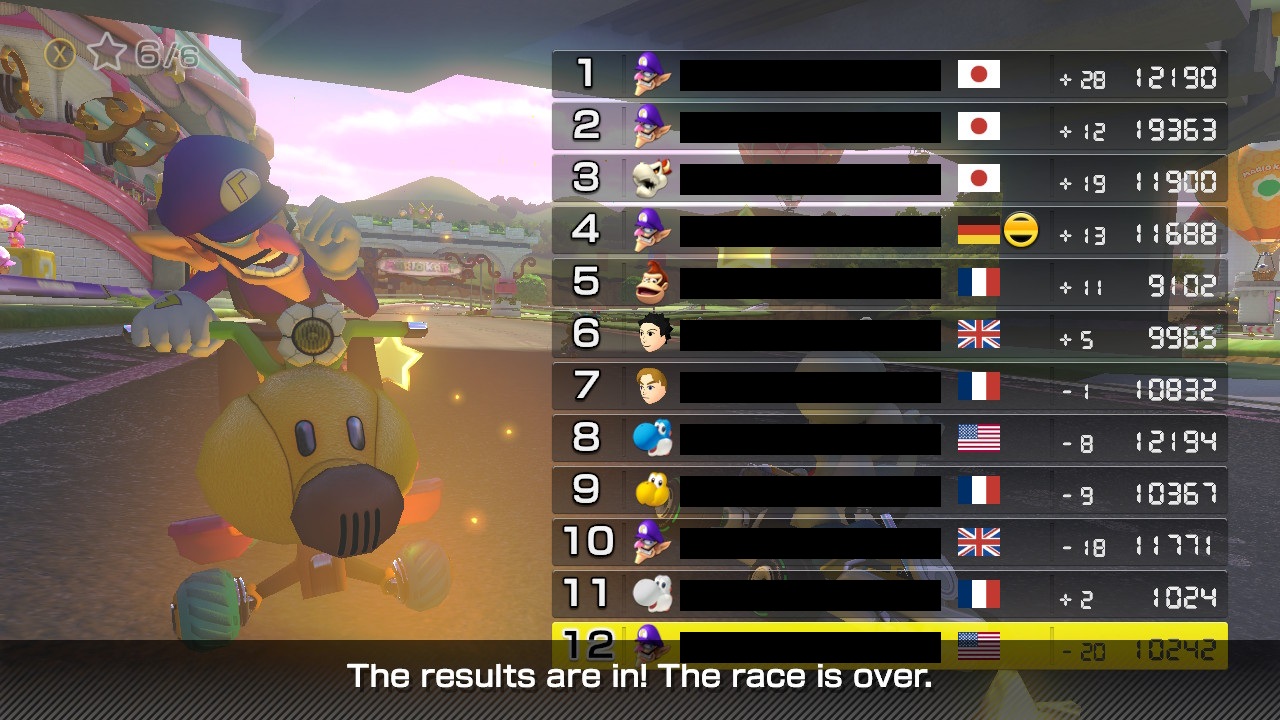 X 6/6
1 + 28 12190
2 + 12 19363
3 + 19 11900
4 + 13 11688
5 + 11 9102
6 + 5 9965
7 - 1 10832
8 - 8 12194
9 - 9 10367
10 - 18 11771
11 + 2 1024
12 - 20 10242
The results are in! The race is over.